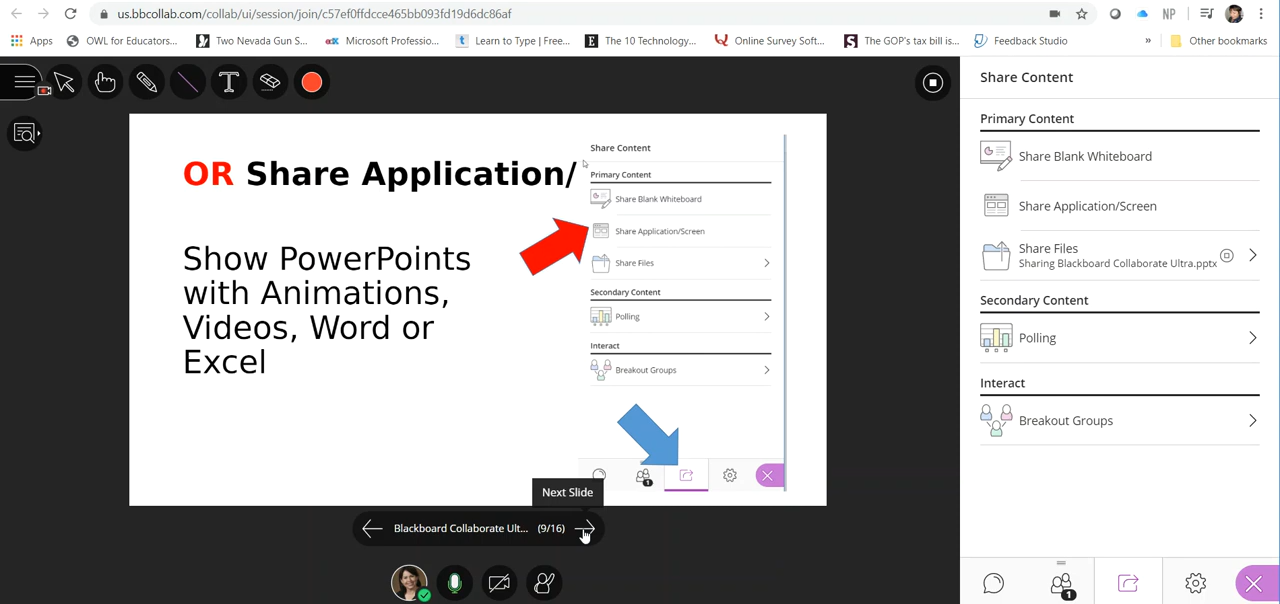 us.bbcollab.com/collab/ui/session/join/c57ef0ffdcce465bb093fd19d6dc86af
NP
Apps
OWL for Educators...
Two Nevada Gun S...
Microsoft Professio...
Learn to Type | Free...
The 10 Technology...
Online Survey Soft...
The GOP's tax bill is...
Feedback Studio
»
Other bookmarks
OR Share Application/
Show PowerPoints
with Animations,
Videos, Word or
Excel
Share Content
Primary Content
Share Blank Whiteboard
Share Application/Screen
Share Files
Secondary Content
Polling
Interact
Breakout Groups
1
Next Slide
Blackboard Collaborate Ult... (9/16)
Share Content
Primary Content
Share Blank Whiteboard
Share Application/Screen
Share Files
Sharing Blackboard Collaborate Ultra.pptx
Secondary Content
Polling
Interact
Breakout Groups
1